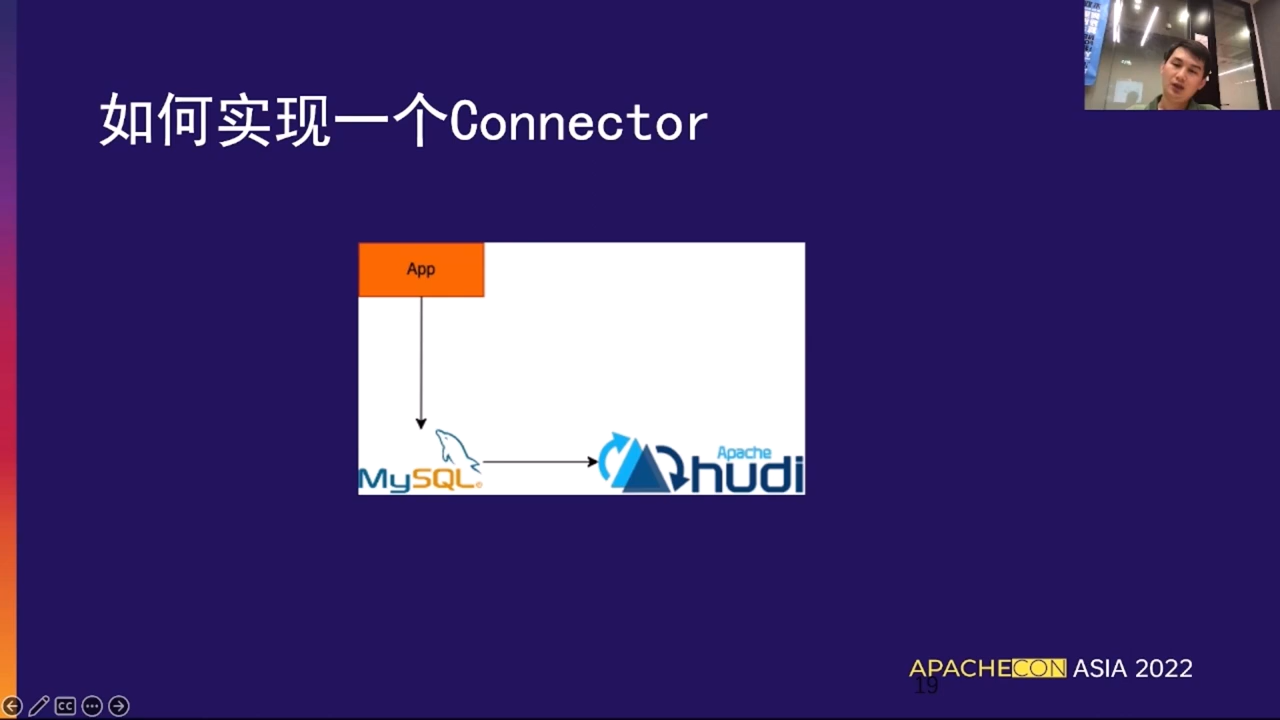 如何实现一个Connector
App
MySQL
Apache
hudi
APACHECON ASIA 2022
19
CC